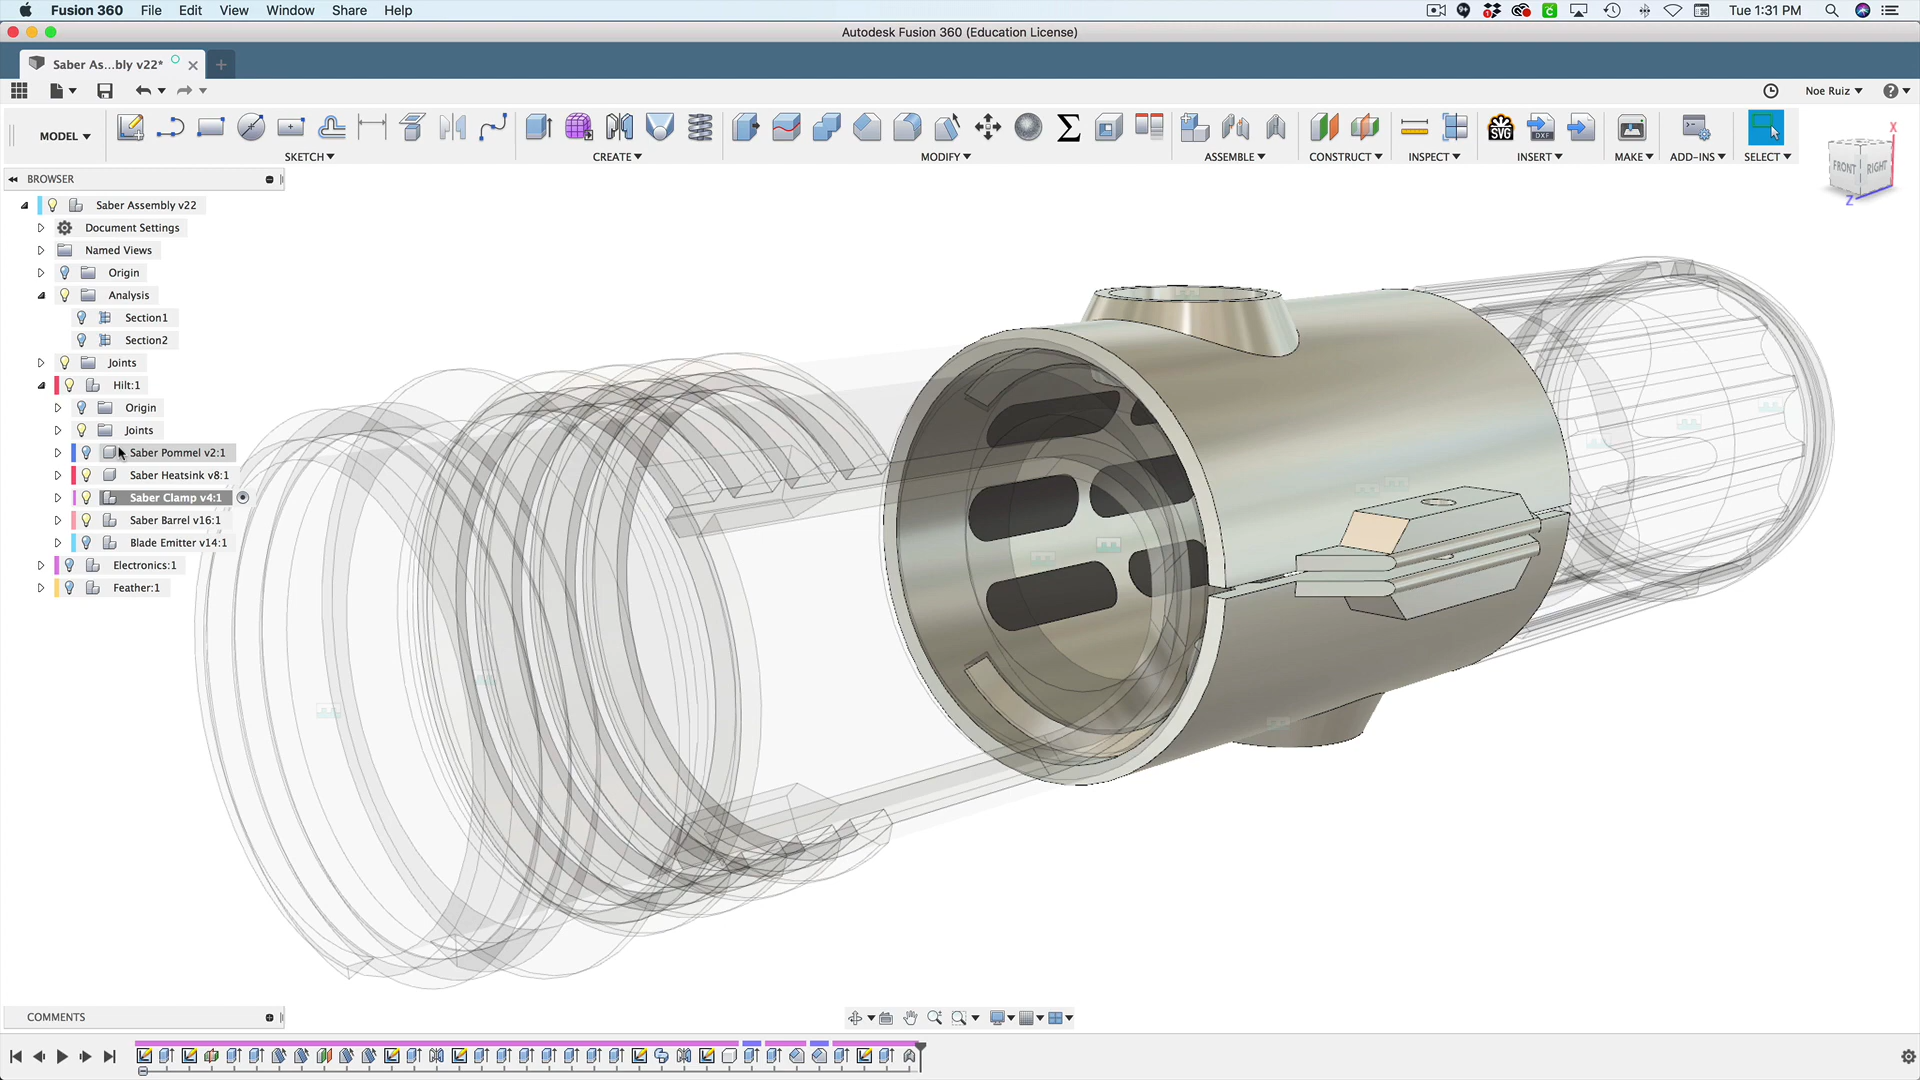 Fusion 360 File Edit View Window Share Help
Tue 1:31 PM
Autodesk Fusion 360 (Education License)
Saber As...bly v22*
Noe Ruiz
MODEL
SKETCH
CREATE
MODIFY
ASSEMBLE
CONSTRUCT
INSPECT
SVG
DXF
INSERT
MAKE
ADD-INS
SELECT
X
FRONT
RIGHT
Z
BROWSER
Saber Assembly v22
Document Settings
Named Views
Origin
Analysis
Section1
Section2
Joints
Hilt:1
Origin
Joints
Saber Pommel v2:1
Saber Heatsink v8:1
Saber Clamp v4:1
Saber Barrel v16:1
Blade Emitter v14:1
Electronics:1
Feather:1
COMMENTS